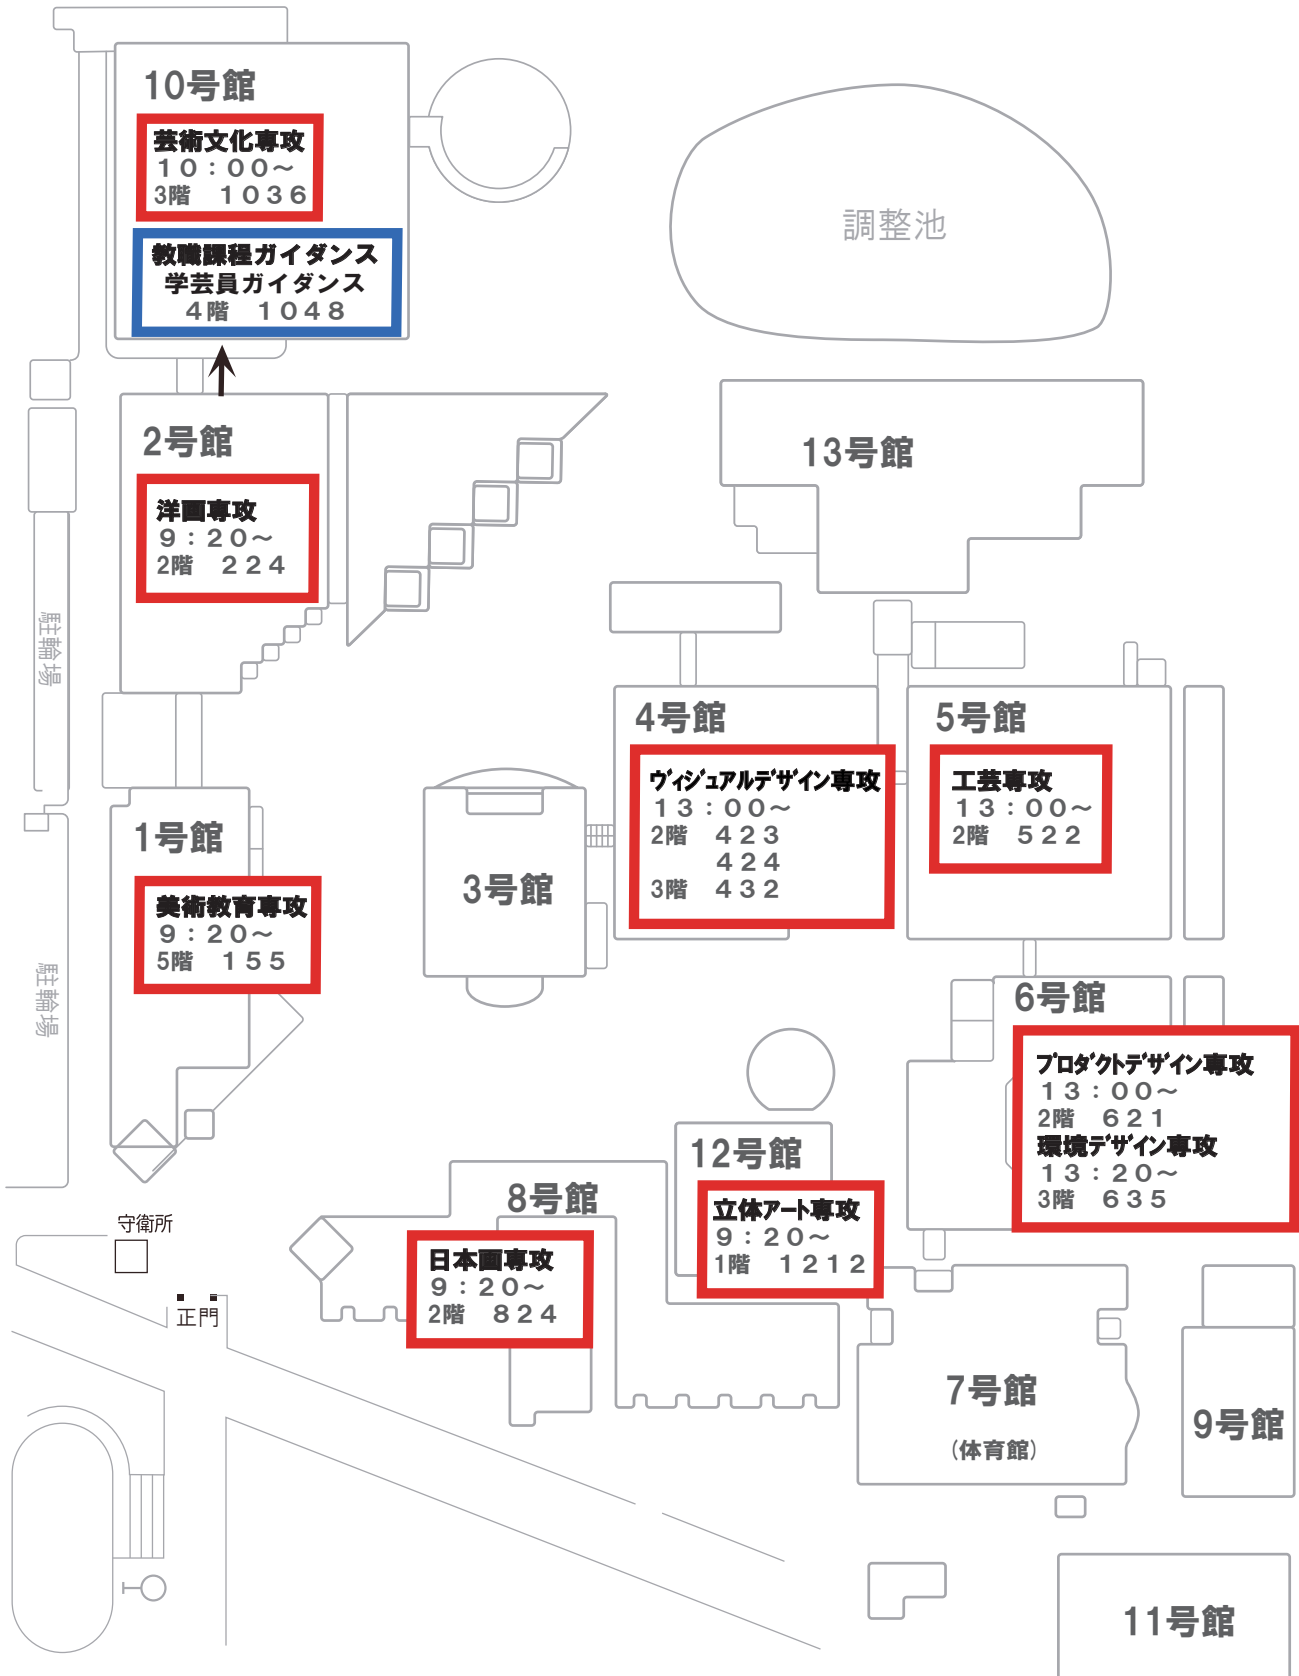 10号館
芸術文化専攻
10：00～
3階　1036
教職課程ガイダンス
学芸員ガイダンス
4階　1048
調整池
2号館
洋画専攻
9：20～
2階　224
13号館
駐輪場
4号館
ヴィジュアルデザイン専攻
13：00～
2階　423
424
3階　432
5号館
工芸専攻
13：00～
2階　522
1号館
美術教育専攻
9：20～
5階　155
3号館
駐輪場
6号館
プロダクトデザイン専攻
13：00～
2階　621
環境デザイン専攻
13：20～
3階　635
12号館
立体アート専攻
9：20～
1階　1212
8号館
日本画専攻
9：20～
2階　824
守衛所
正門
7号館
（体育館）
9号館
11号館